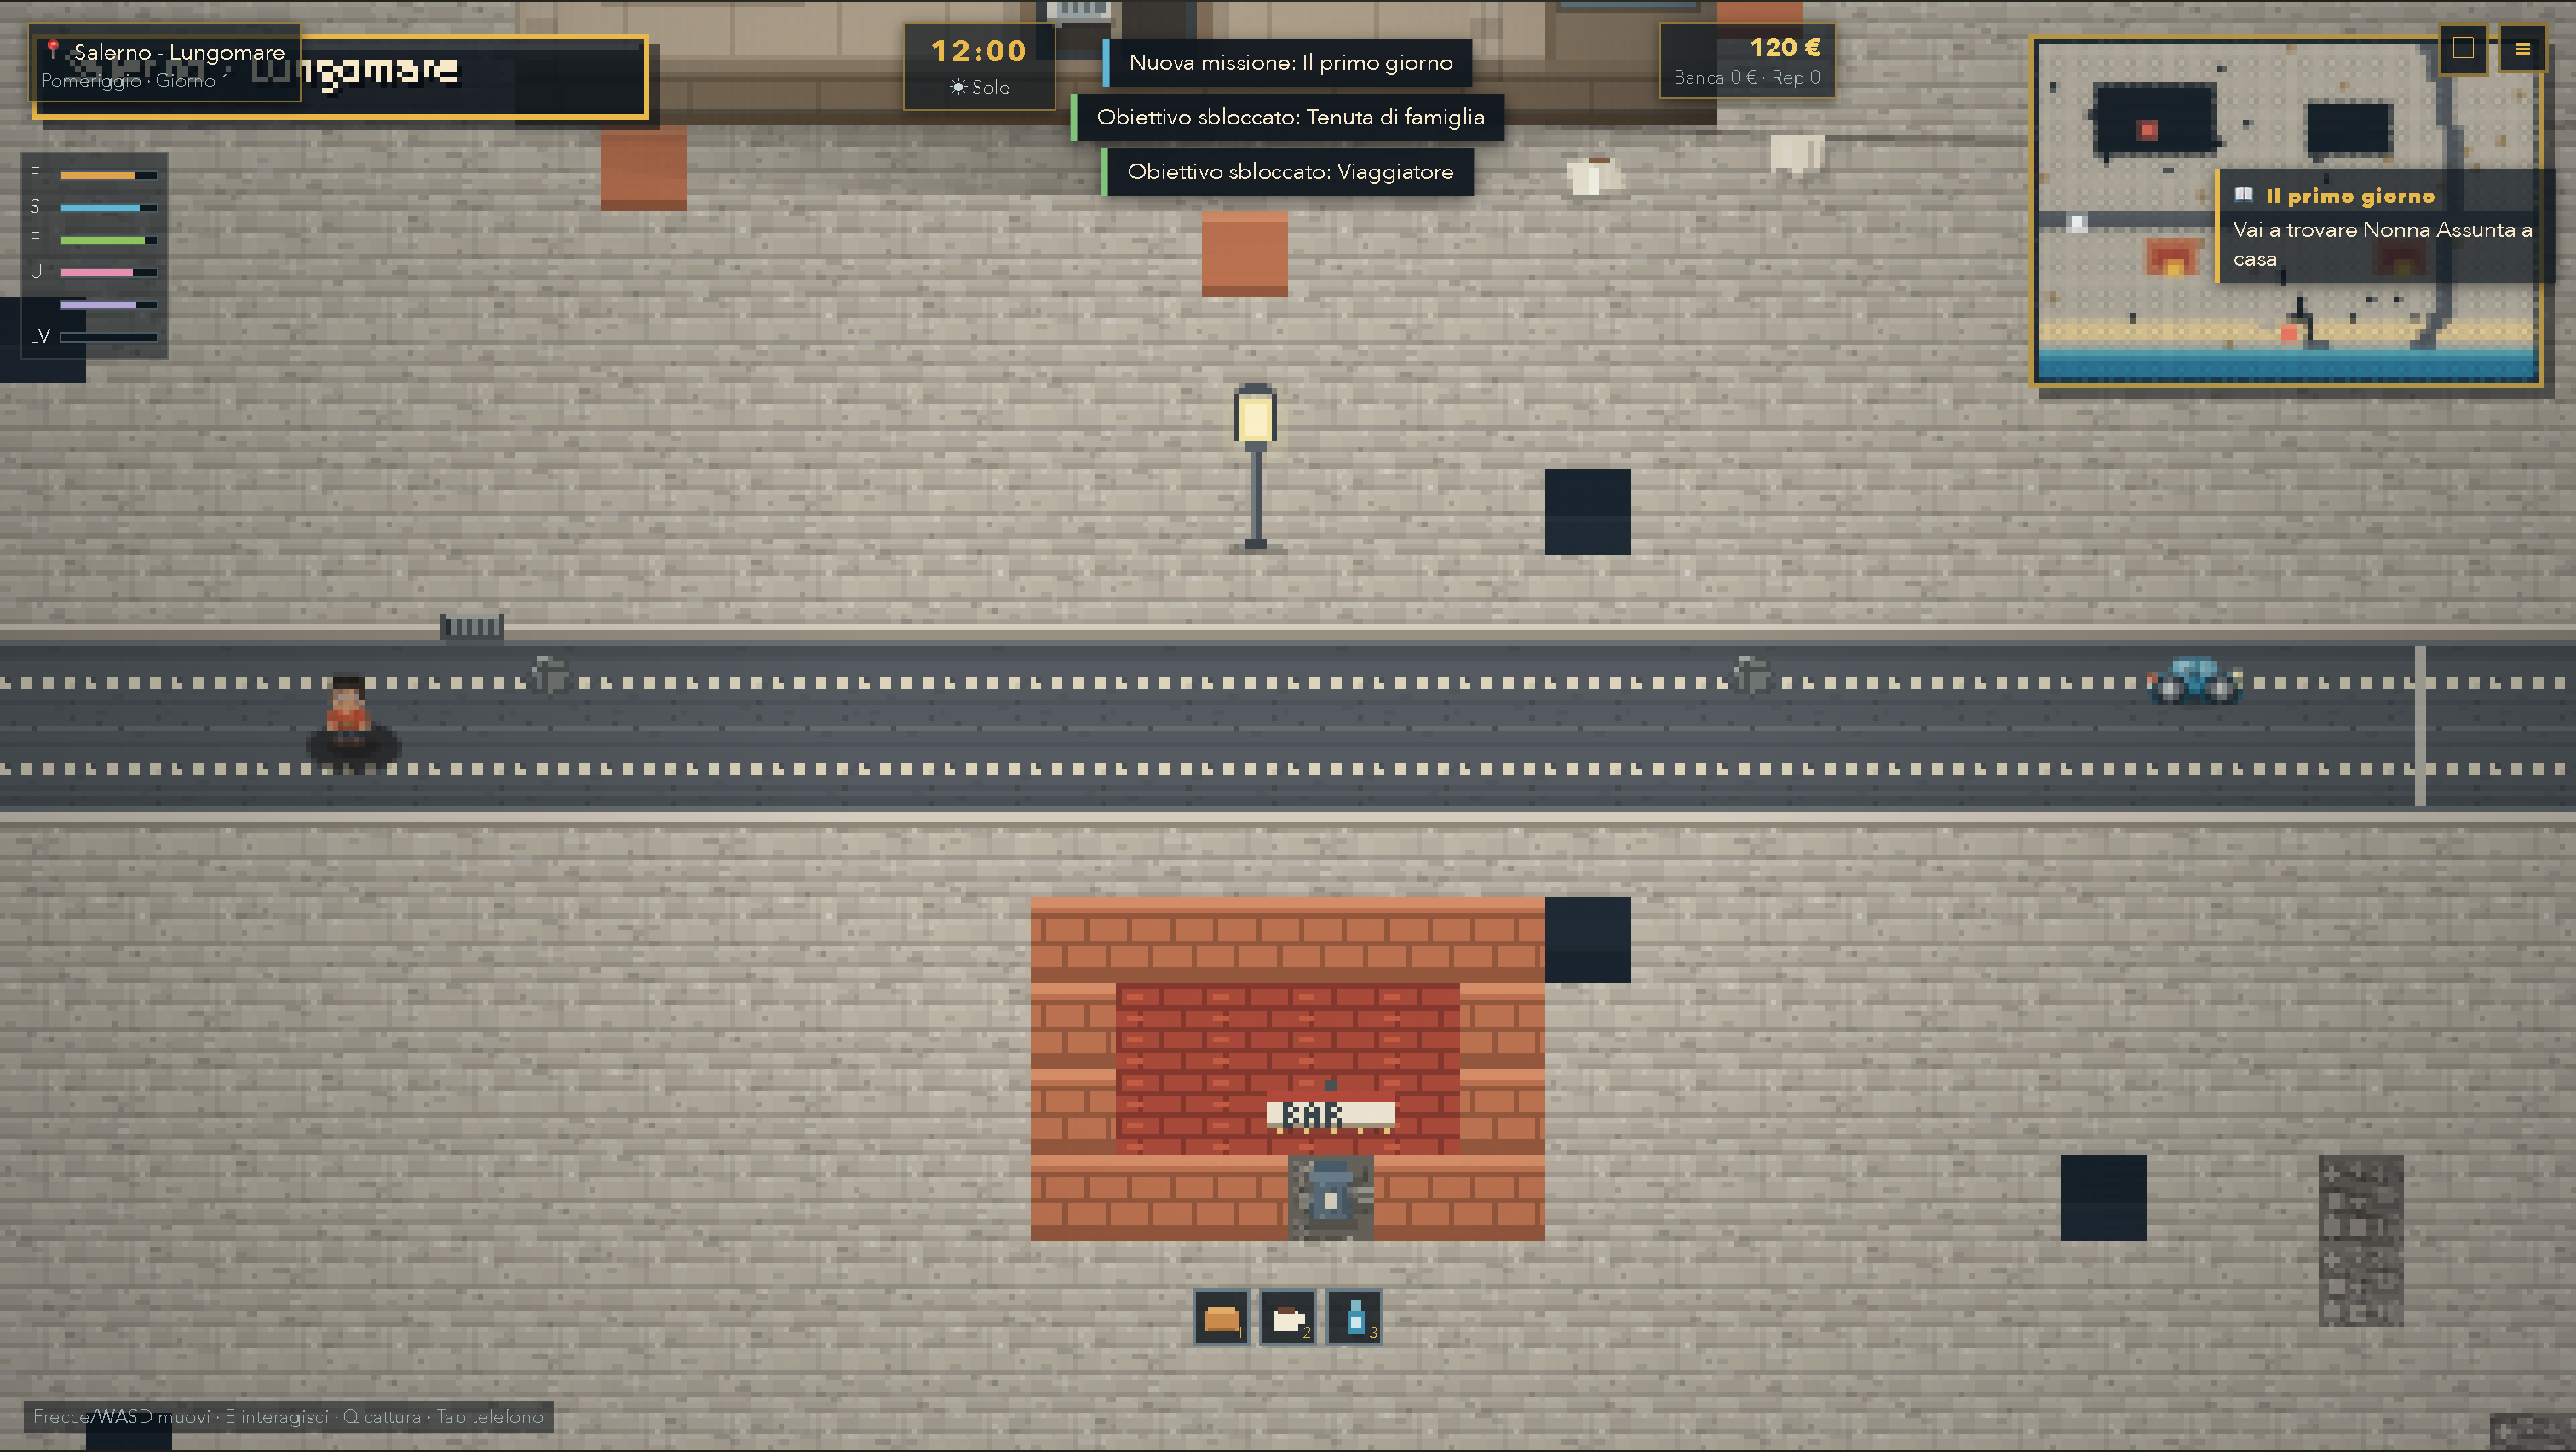 Salerno - Lungomare
Pomeriggio · Giorno 1
Lungomare
12:00
Sole
Nuova missione: Il primo giorno
Obiettivo sbloccato: Tenuta di famiglia
Obiettivo sbloccato: Viaggiatore
120 €
Banca 0 € · Rep 0
Il primo giorno
Vai a trovare Nonna Assunta a
casa
F
S
E
U
I
LV
BAR
1
2
3
Frecce/WASD muovi · E interagisci · Q cattura · Tab telefono